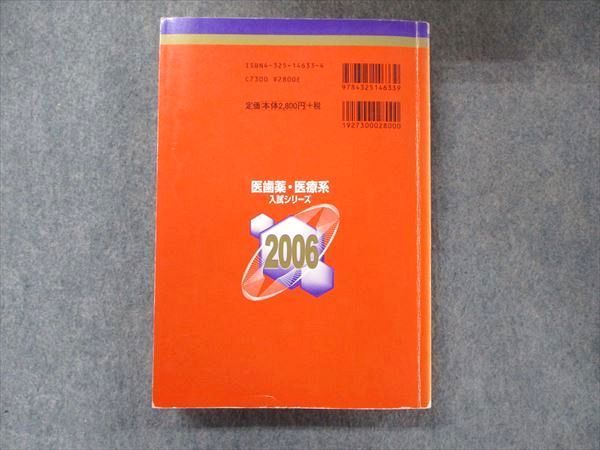 ISBN4-325-14633-4
C7300 ¥2800E
定価:本体2,800円+税
9784325146339
1927300028000
医歯薬・医療系
入試シリーズ
2006